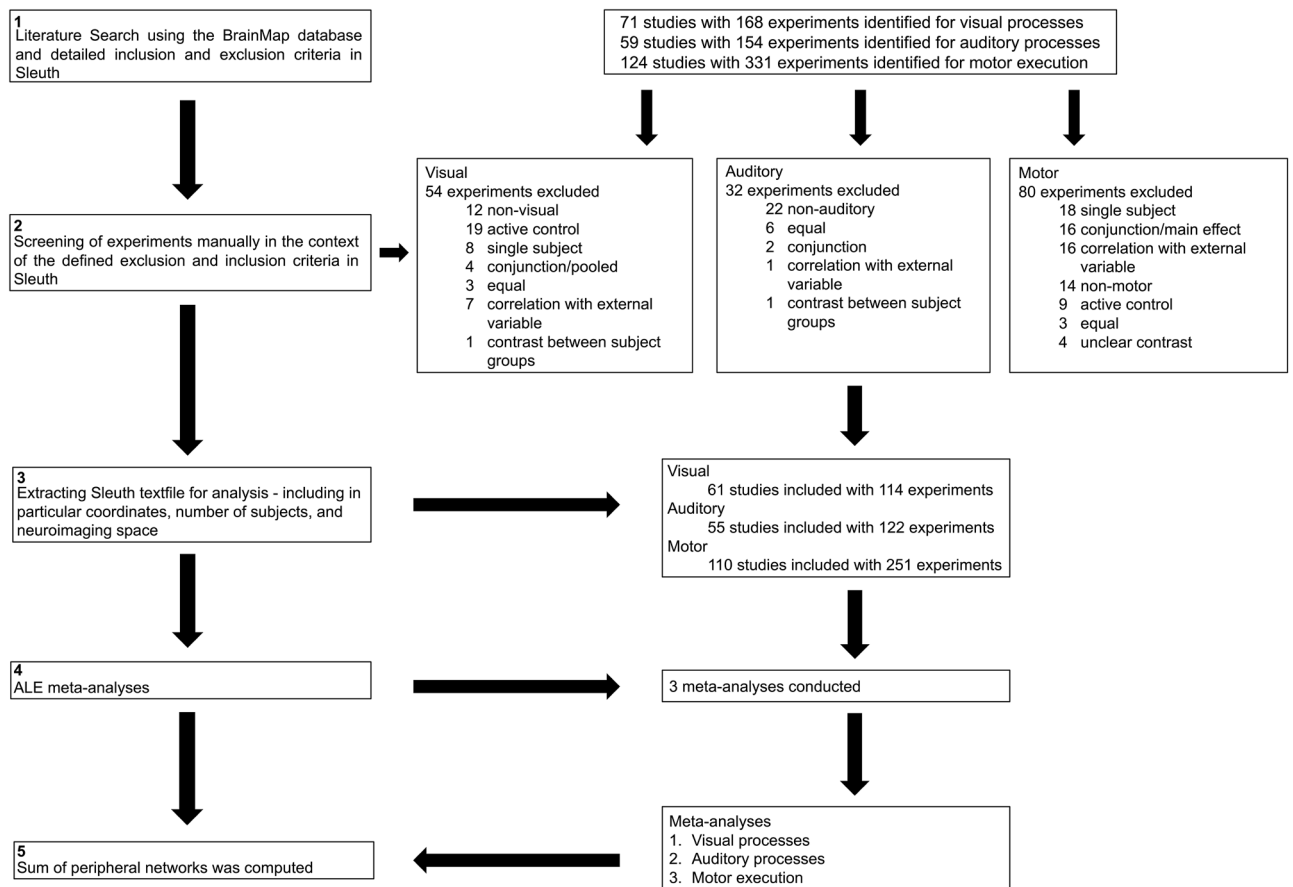 1
Literature Search using the BrainMap database
and detailed inclusion and exclusion criteria in
Sleuth
71 studies with 168 experiments identified for visual processes
59 studies with 154 experiments identified for auditory processes
124 studies with 331 experiments identified for motor execution
2
Screening of experiments manually in the context
of the defined exclusion and inclusion criteria in
Sleuth
Visual
54 experiments excluded
12 non-visual
19 active control
8 single subject
4 conjunction/pooled
3 equal
7 correlation with external
variable
1 contrast between subject
groups
Auditory
32 experiments excluded
22 non-auditory
6 equal
2 conjunction
1 correlation with external
variable
1 contrast between subject
groups
Motor
80 experiments excluded
18 single subject
16 conjunction/main effect
16 correlation with external
variable
14 non-motor
9 active control
3 equal
4 unclear contrast
3
Extracting Sleuth textfile for analysis - including in
particular coordinates, number of subjects, and
neuroimaging space
Visual
61 studies included with 114 experiments
Auditory
55 studies included with 122 experiments
Motor
110 studies included with 251 experiments
4
ALE meta-analyses
3 meta-analyses conducted
5
Sum of peripheral networks was computed
Meta-analyses
1. Visual processes
2. Auditory processes
3. Motor execution